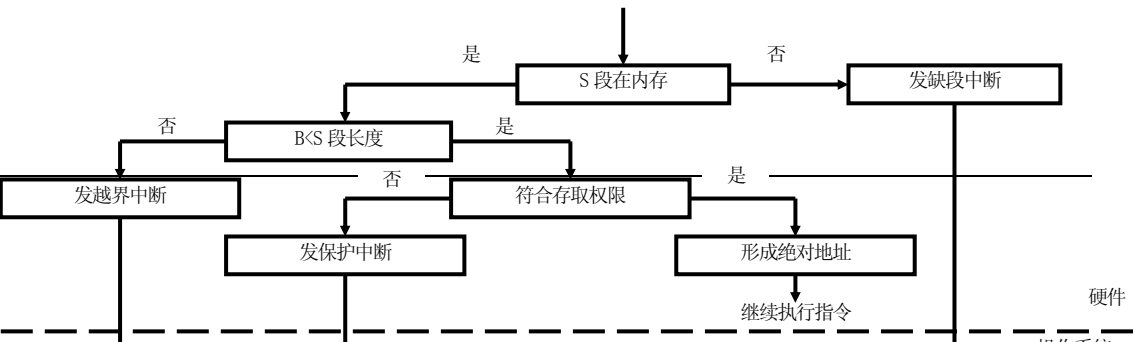 是
否
S 段在内存
发缺段中断
否
B<S 段长度
是
发越界中断
否
符合存取权限
是
发保护中断
形成绝对地址
硬件
继续执行指令